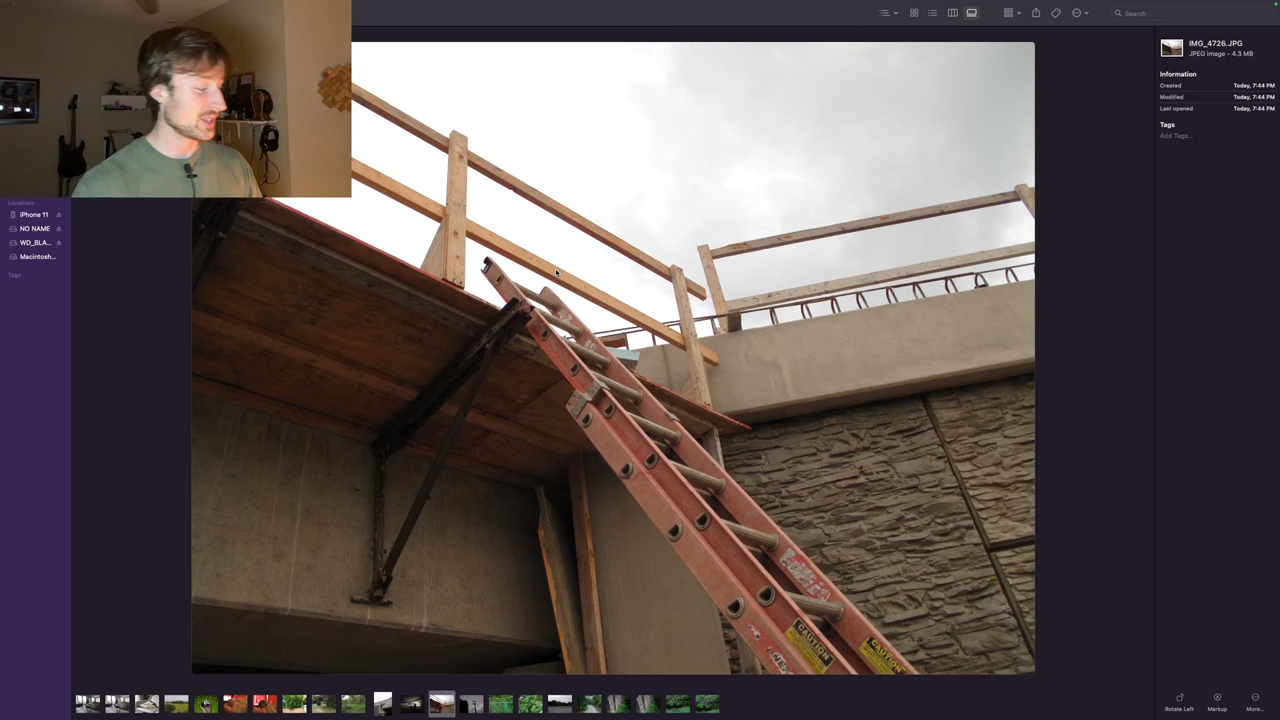 Search
IMG_4726.JPG
JPEG image - 4.3 MB
Information
Created Today, 7:44 PM
Modified Today, 7:44 PM
Last opened Today, 7:44 PM
Tags
Add Tags...
Locations
iPhone 11
NO NAME
WD_BLA...
Macintosh...
Tags
CAUTION
CAUTION
Rotate Left
Markup
More...